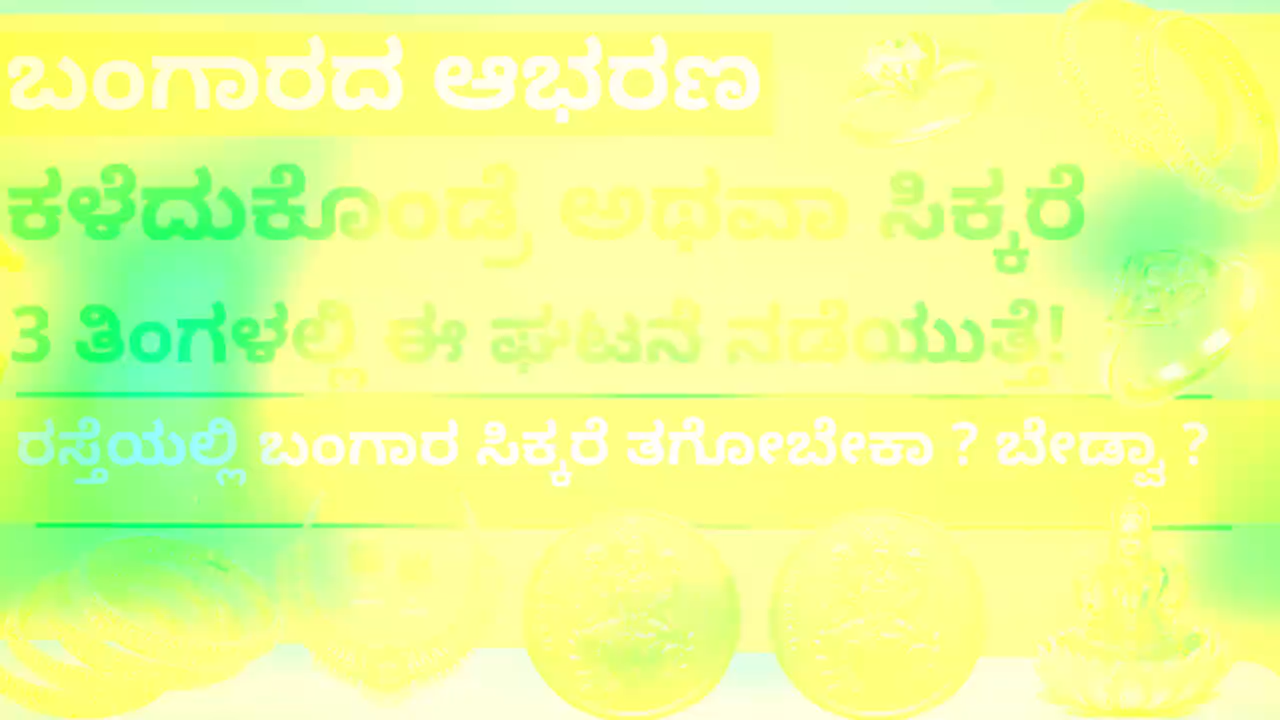 ಬಂಗಾರದ ಆಭರಣ
ಕಳೆದುಕೊಂಡ್ರೆ ಅಥವಾ ಸಿಕ್ಕರೆ
3 ತಿಂಗಳಲ್ಲಿ ಈ ಘಟನೆ ನಡೆಯುತ್ತೆ!
ರಸ್ತೆಯಲ್ಲಿ ಬಂಗಾರ ಸಿಕ್ಕರೆ ತಗೋಬೇಕಾ ? ಬೇಡ್ವಾ ?